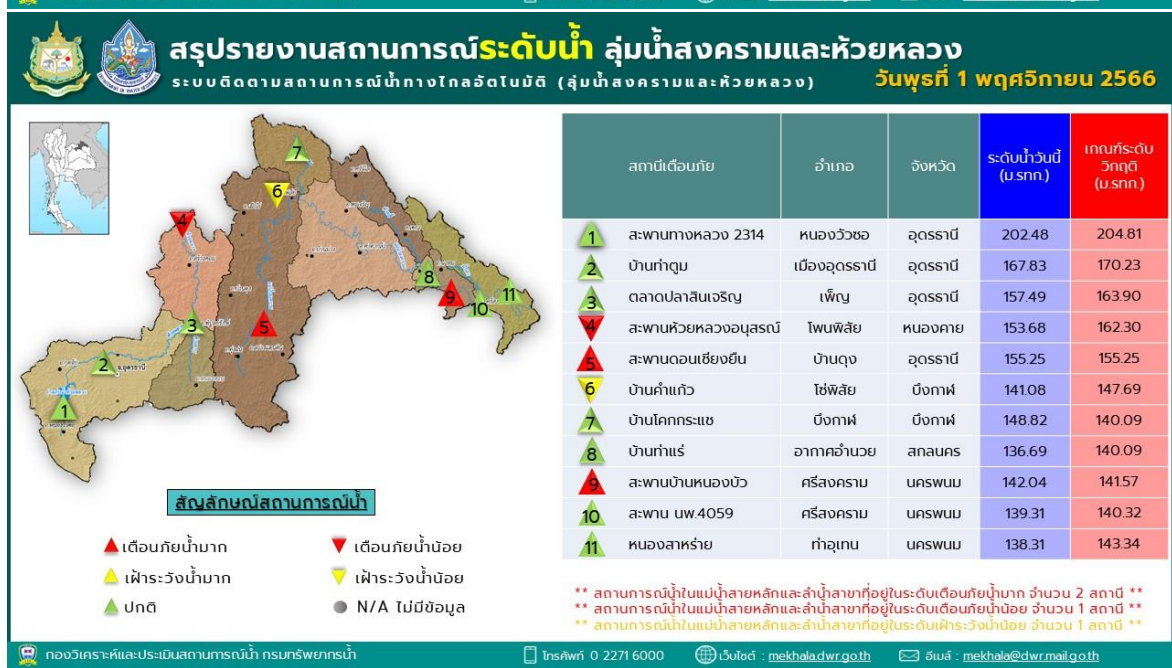 สรุปรายงานสถานการณ์ระดับน้ำ ลุ่มน้ำสงครามและห้วยหลวง
ระบบติดตามสถานการณ์น้ำทางไกลอัตโนมัติ (ลุ่มน้ำสงครามและห้วยหลวง)
วันพุธที่ 1 พฤศจิกายน 2566
สถานีเตือนภัย อำเภอ จังหวัด ระดับน้ำวันนี้ (ม.รทก.) เกณฑ์ระดับวิกฤติ (ม.รทก.)
1 สะพานทางหลวง 2314 หนองวัวซอ อุดรธานี 202.48 204.81
2 บ้านท่าตูม เมืองอุดรธานี อุดรธานี 167.83 170.23
3 ตลาดปลาสินเจริญ เพ็ญ อุดรธานี 157.49 163.90
4 สะพานห้วยหลวงอนุสรณ์ โพนพิสัย หนองคาย 153.68 162.30
5 สะพานดอนเชียงยืน บ้านดุง อุดรธานี 155.25 155.25
6 บ้านคำแก้ว โซ่พิสัย บึงกาฬ 141.08 147.69
7 บ้านโคกกระแซ บึงกาฬ บึงกาฬ 148.82 140.09
8 บ้านท่าแร่ อากาศอำนวย สกลนคร 136.69 140.09
9 สะพานบ้านหนองบัว ศรีสงคราม นครพนม 142.04 141.57
10 สะพาน นพ.4059 ศรีสงคราม นครพนม 139.31 140.32
11 หนองสาหร่าย ท่าอุเทน นครพนม 138.31 143.34
7
6
4
8
9
10
11
3
5
2
อ.อุดรธานี
1
สัญลักษณ์สถานการณ์น้ำ
เตือนภัยน้ำมาก
เตือนภัยน้ำน้อย
เฝ้าระวังน้ำมาก
เฝ้าระวังน้ำน้อย
ปกติ
N/A ไม่มีข้อมูล
** สถานการณ์น้ำในแม่น้ำสายหลักและลำน้ำสาขาที่อยู่ในระดับเตือนภัยน้ำมาก จำนวน 2 สถานี **
** สถานการณ์น้ำในแม่น้ำสายหลักและลำน้ำสาขาที่อยู่ในระดับเตือนภัยน้ำน้อย จำนวน 1 สถานี **
** สถานการณ์น้ำในแม่น้ำสายหลักและลำน้ำสาขาที่อยู่ในระดับเฝ้าระวังน้ำน้อย จำนวน 1 สถานี **
กองวิเคราะห์และประเมินสถานการณ์น้ำ กรมทรัพยากรน้ำ โทรศัพท์ 0 2271 6000 เว็บไซต์ : mekhala.dwr.go.th อีเมล์ : mekhala@dwr.mail.go.th